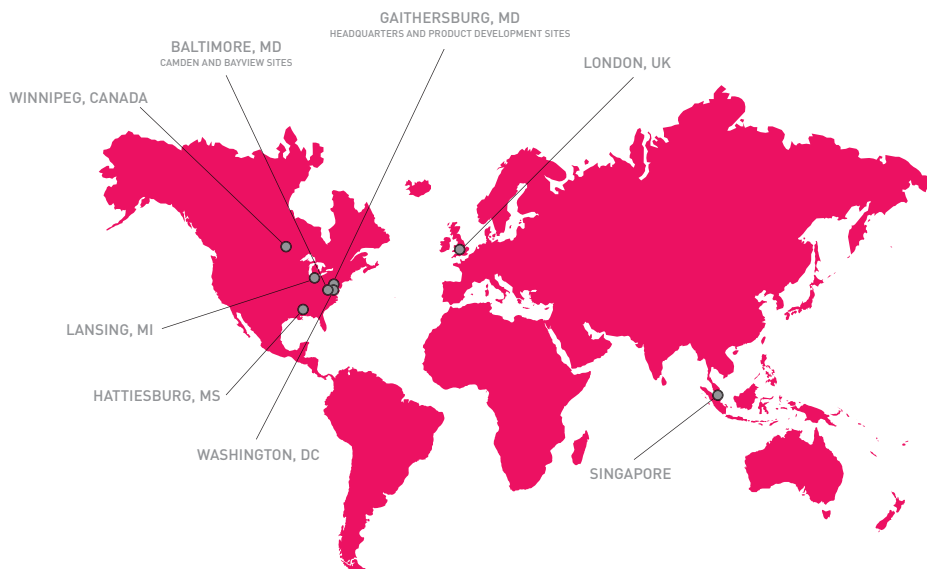 GAITHERSBURG, MD
HEADQUARTERS AND PRODUCT DEVELOPMENT SITES
BALTIMORE, MD
CAMDEN AND BAYVIEW SITES
LONDON, UK
WINNIPEG, CANADA
LANSING, MI
HATTIESBURG, MS
WASHINGTON, DC
SINGAPORE